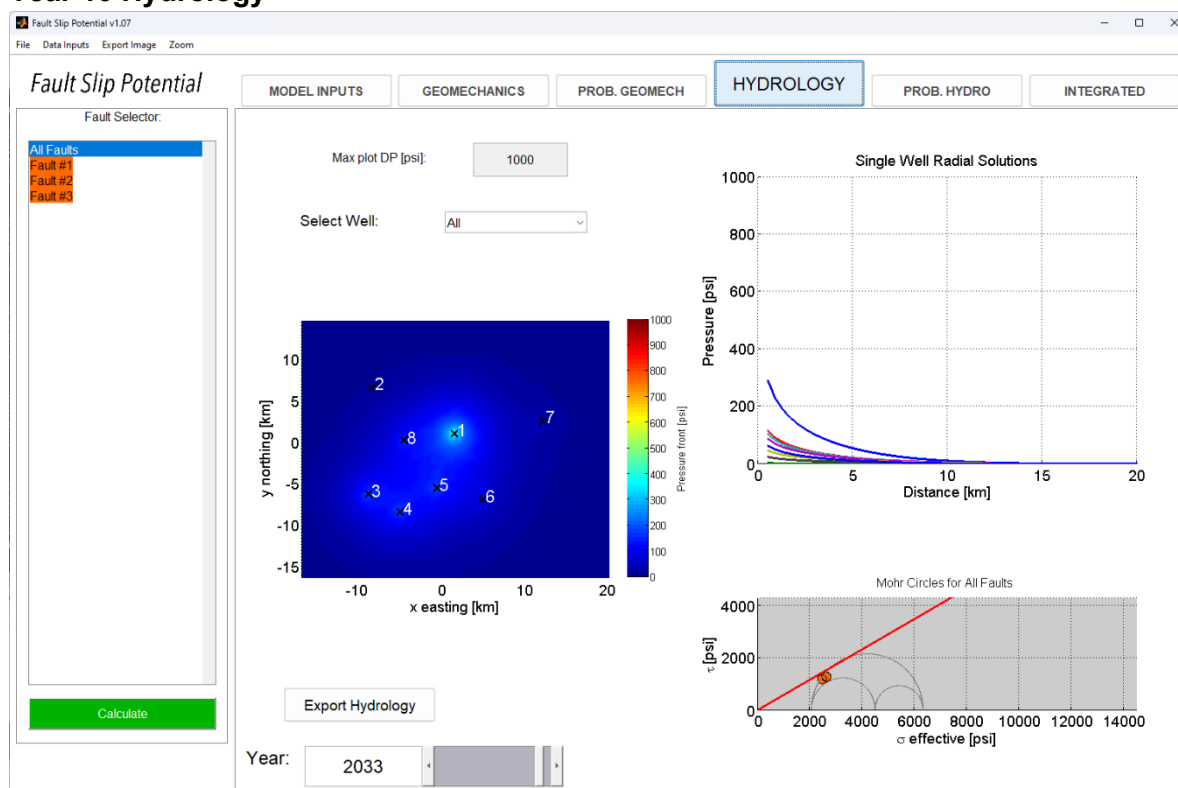 Year 10 Hydrology
Fault Slip Potential v1.07
File Data Inputs Export Image Zoom
Fault Slip Potential
MODEL INPUTS
GEOMECHANICS
PROB. GEOMECH
HYDROLOGY
PROB. HYDRO
INTEGRATED
Fault Selector:
All Faults
Fault #1
Fault #2
Fault #3
Calculate
Max plot DP [psi]:
1000
Select Well:
All
10
5
0
-5
-10
-15
y northing [km]
-10 0 10 20
x easting [km]
2
1
7
8
3
5
4
6
1000
900
800
700
600
500
400
300
200
100
0
Pressure front [psi]
Export Hydrology
Year:
2033
Single Well Radial Solutions
1000
800
600
400
200
0
Pressure [psi]
0 5 10 15 20
Distance [km]
Mohr Circles for All Faults
4000
2000
0
τ [psi]
0 2000 4000 6000 8000 10000 12000 14000
σ effective [psi]